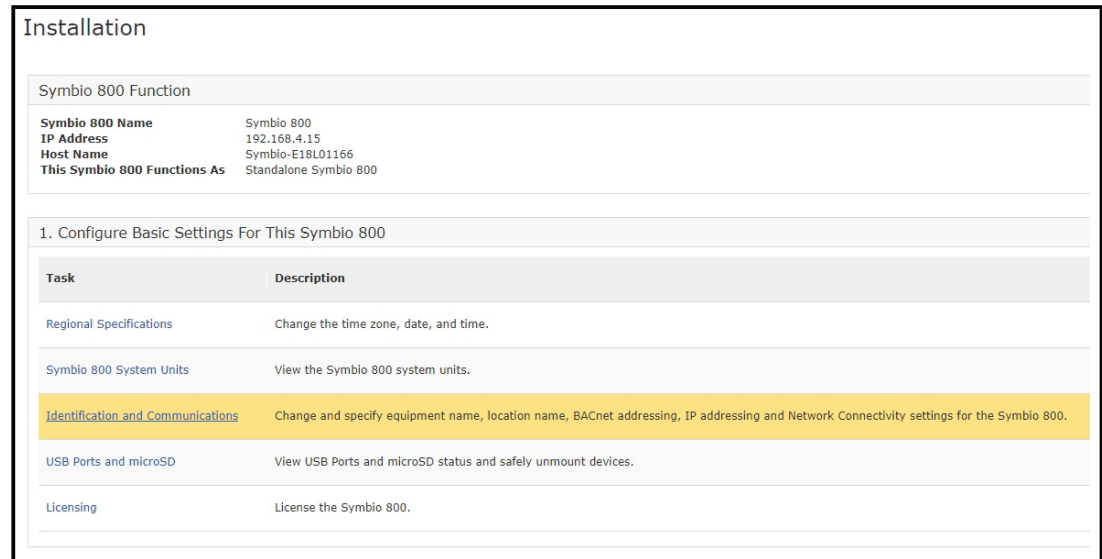 Installation
Symbio 800 Function
Symbio 800 Name Symbio 800
IP Address 192.168.4.15
Host Name Symbio-E18L01166
This Symbio 800 Functions As Standalone Symbio 800
1. Configure Basic Settings For This Symbio 800
Task Description
Regional Specifications Change the time zone, date, and time.
Symbio 800 System Units View the Symbio 800 system units.
Identification and Communications Change and specify equipment name, location name, BACnet addressing, IP addressing and Network Connectivity settings for the Symbio 800.
USB Ports and microSD View USB Ports and microSD status and safely unmount devices.
Licensing License the Symbio 800.